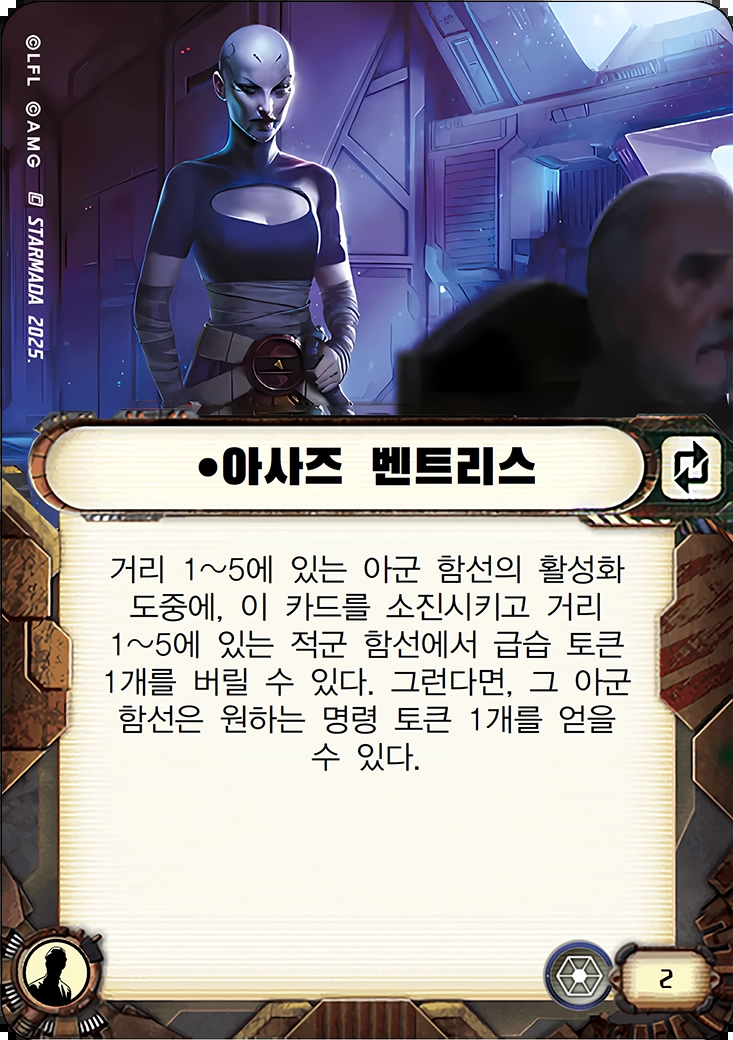 ©LFL ©AMG 🄫 STARMADA 2025.
•아사즈 벤트리스
거리 1~5에 있는 아군 함선의 활성화
도중에, 이 카드를 소진시키고 거리
1~5에 있는 적군 함선에서 급습 토큰
1개를 버릴 수 있다. 그런다면, 그 아군
함선은 원하는 명령 토큰 1개를 얻을
수 있다.
2